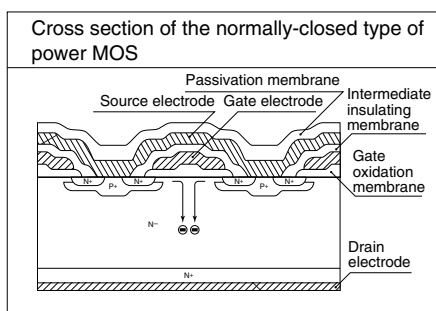 Cross section of the normally-closed type of
power MOS
Passivation membrane
Source electrode
Gate electrode
Intermediate
insulating
membrane
Gate
oxidation
membrane
N+
P+
N+
N+
P+
N+
N−
N+
Drain
electrode